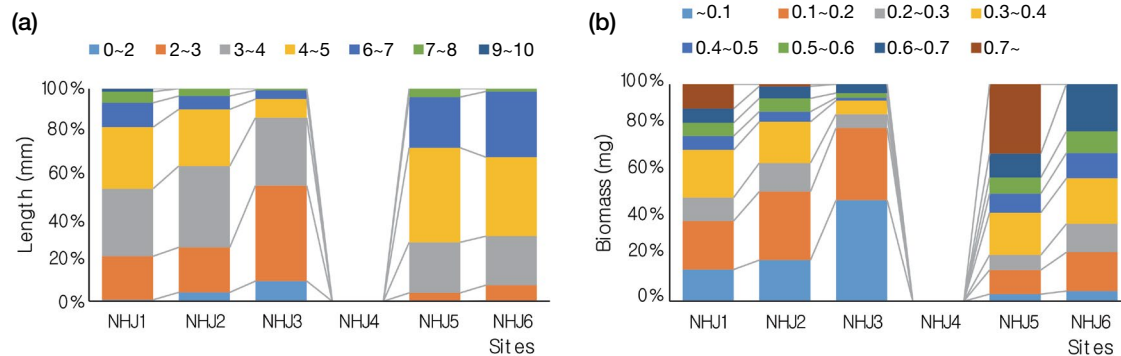 (a)
0~2 2~3 3~4 4~5 6~7 7~8 9~10
Length (mm)
100%
80%
60%
40%
20%
0%
NHJ1 NHJ2 NHJ3 NHJ4 NHJ5 NHJ6
Sites
(b)
~0.1 0.1~0.2 0.2~0.3 0.3~0.4
0.4~0.5 0.5~0.6 0.6~0.7 0.7~
Biomass (mg)
100%
80%
60%
40%
20%
0%
NHJ1 NHJ2 NHJ3 NHJ4 NHJ5 NHJ6
Sites